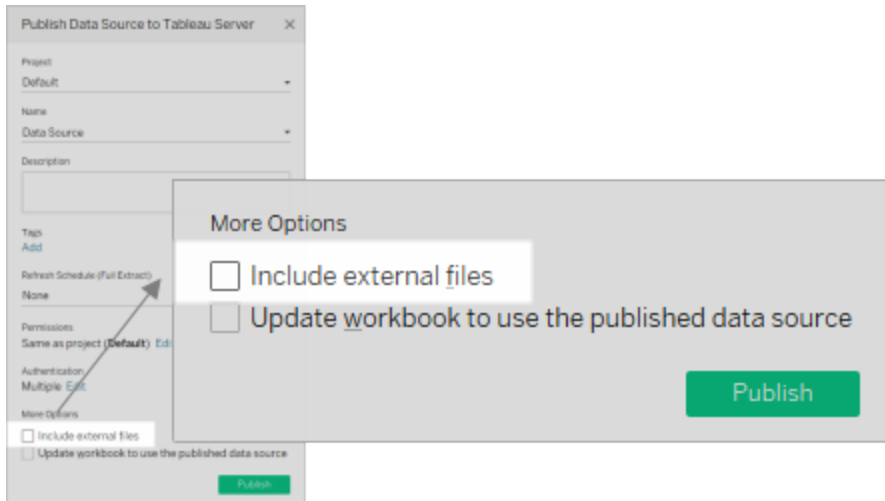 Publish Data Source to Tableau Server
Project
Default
Name
Data Source
Description
Tags
Add
Refresh Schedule (Full Extract)
None
Permissions
Same as project (Default) Edi
Authentication
Multiple Edit
More Options
Include external files
Update workbook to use the published data source
Publish
More Options
Include external files
Update workbook to use the published data source
Publish